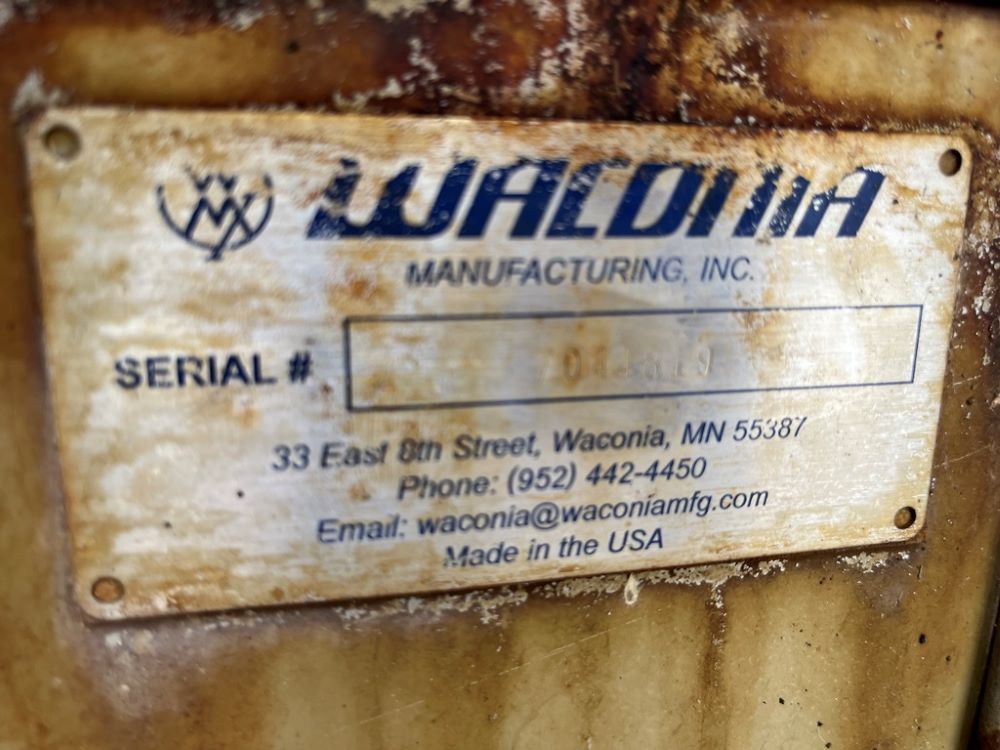 WACONIA
MANUFACTURING, INC.
SERIAL #
33 East 8th Street, Waconia, MN 55387
Phone: (952) 442-4450
Email: waconia@waconiamfg.com
Made in the USA